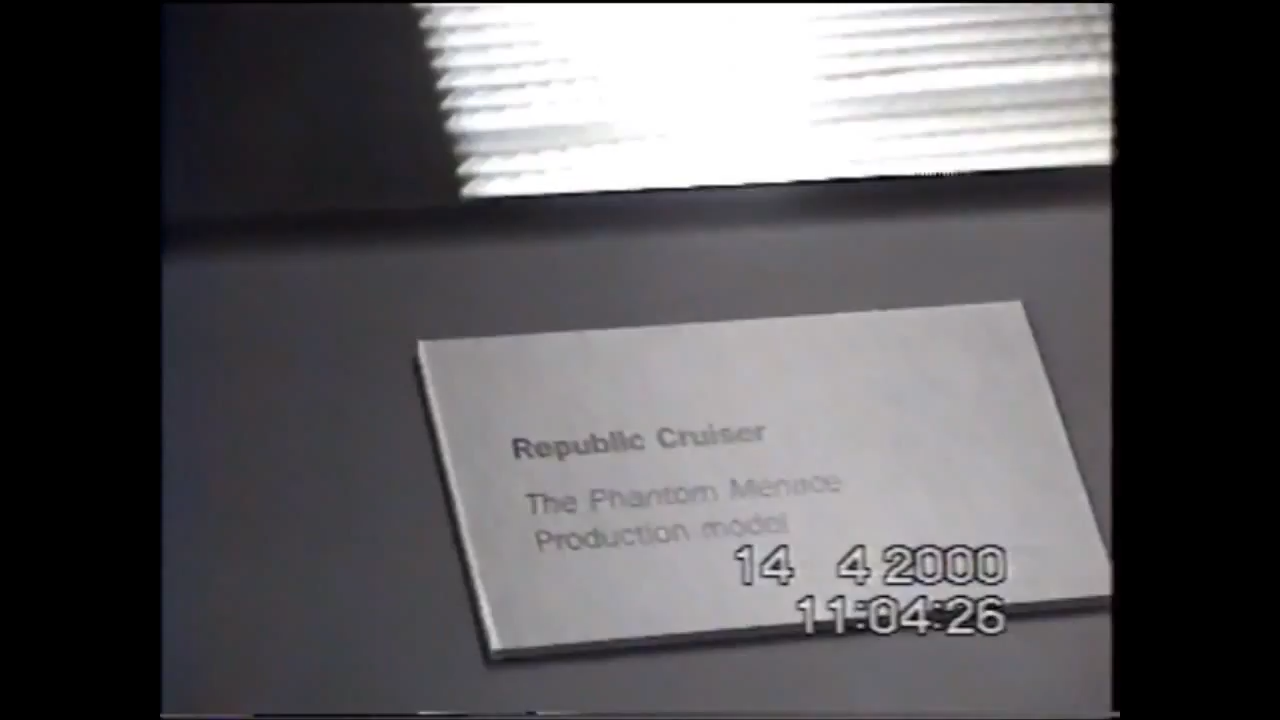 Republic Cruiser
The Phantom Menace
Production model
14 4 2000
11:04:26